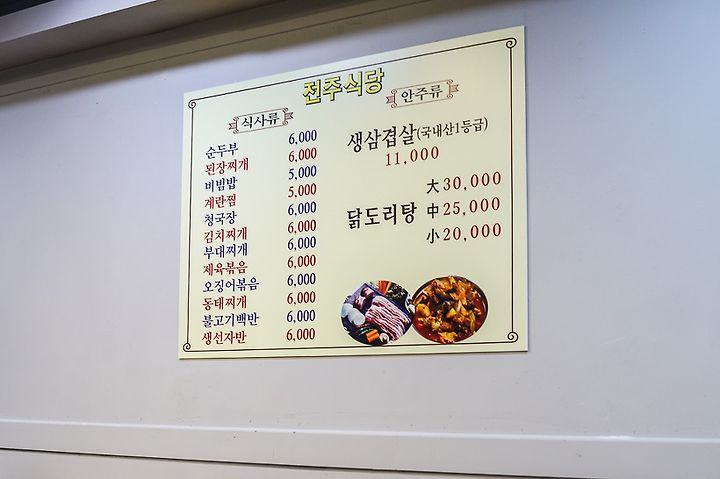 전주식당
식사류
순두부 6,000
된장찌개 6,000
비빔밥 5,000
계란찜 5,000
청국장 6,000
김치찌개 6,000
부대찌개 6,000
제육볶음 6,000
오징어볶음 6,000
동태찌개 6,000
불고기백반 6,000
생선자반 6,000
안주류
생삼겹살(국내산1등급)
11,000
닭도리탕 大 30,000
中 25,000
小 20,000